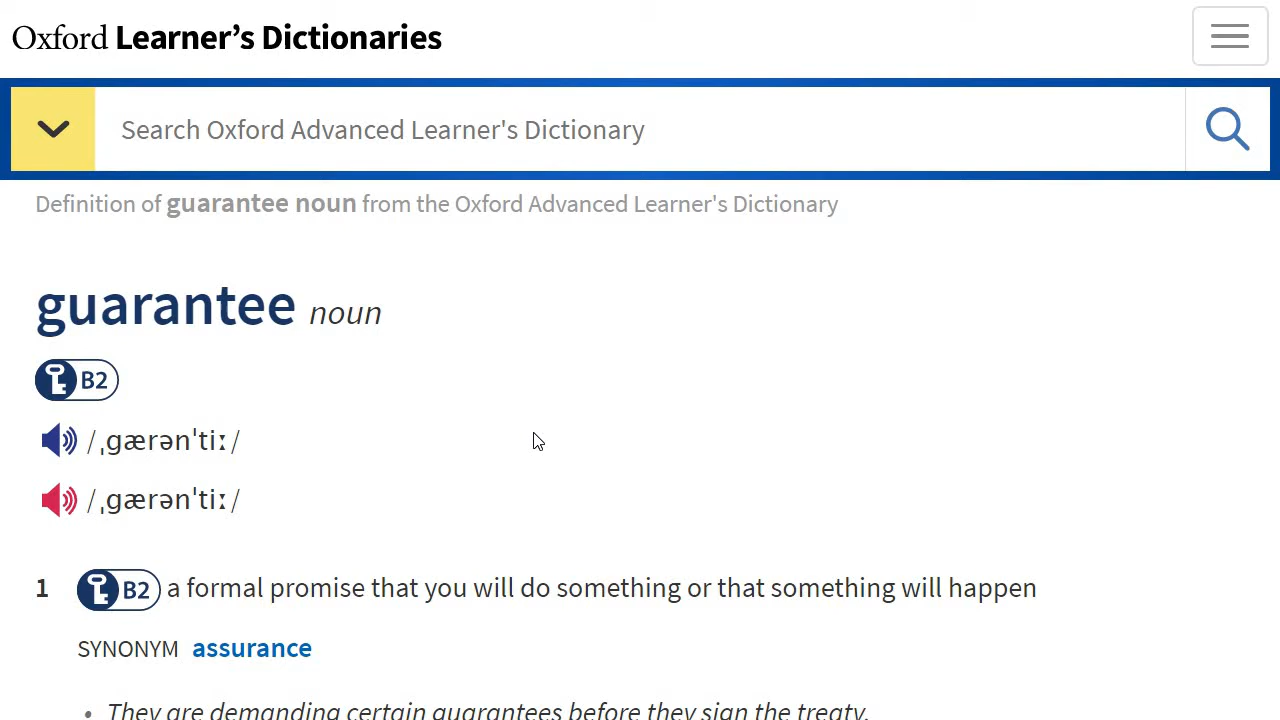 Oxford Learner's Dictionaries
Search Oxford Advanced Learner's Dictionary
Definition of guarantee noun from the Oxford Advanced Learner's Dictionary
guarantee noun
B2
/ˌɡærənˈtiː/
/ˌɡærənˈtiː/
1 B2 a formal promise that you will do something or that something will happen
SYNONYM assurance
• They are demanding certain guarantees before they sign the treaty.